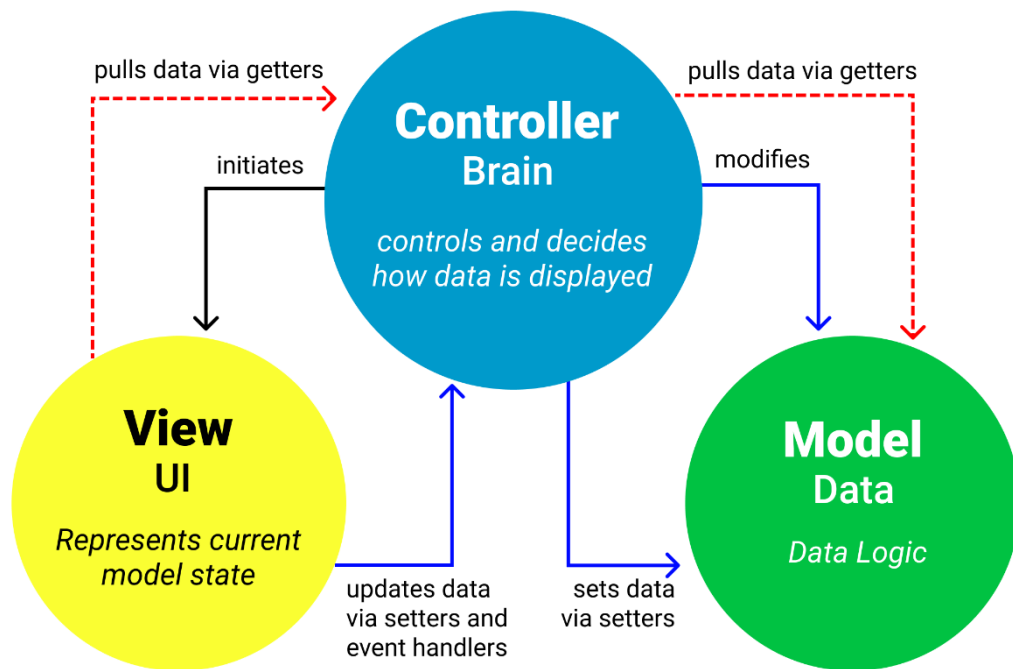 pulls data via getters
pulls data via getters
Controller
Brain
controls and decides
how data is displayed
initiates
modifies
View
UI
Represents current
model state
Model
Data
Data Logic
updates data
via setters and
event handlers
sets data
via setters